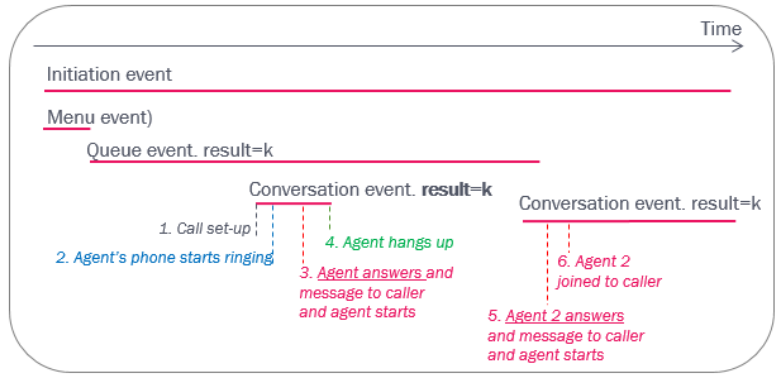 Time
Initiation event
Menu event)
Queue event. result=k
Conversation event. result=k
Conversation event. result=k
1. Call set-up
4. Agent hangs up
2. Agent's phone starts ringing
3. Agent answers and
message to caller
and agent starts
6. Agent 2
joined to caller
5. Agent 2 answers
and message to caller
and agent starts